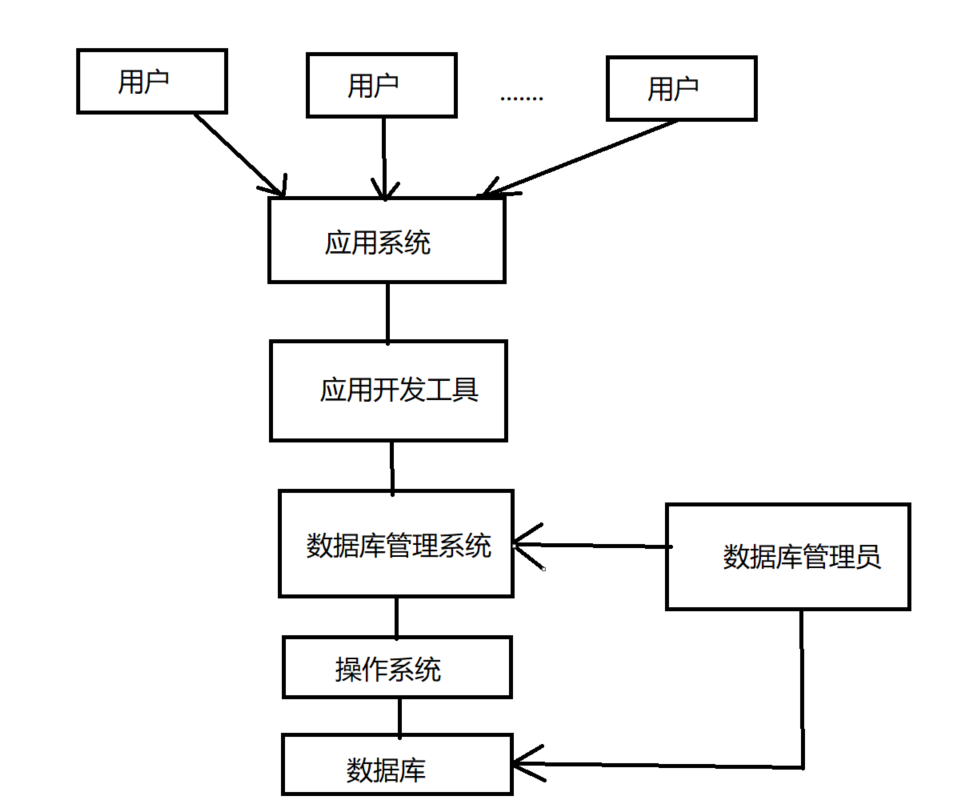 用户
用户
.......
用户
应用系统
应用开发工具
数据库管理系统
数据库管理员
操作系统
数据库